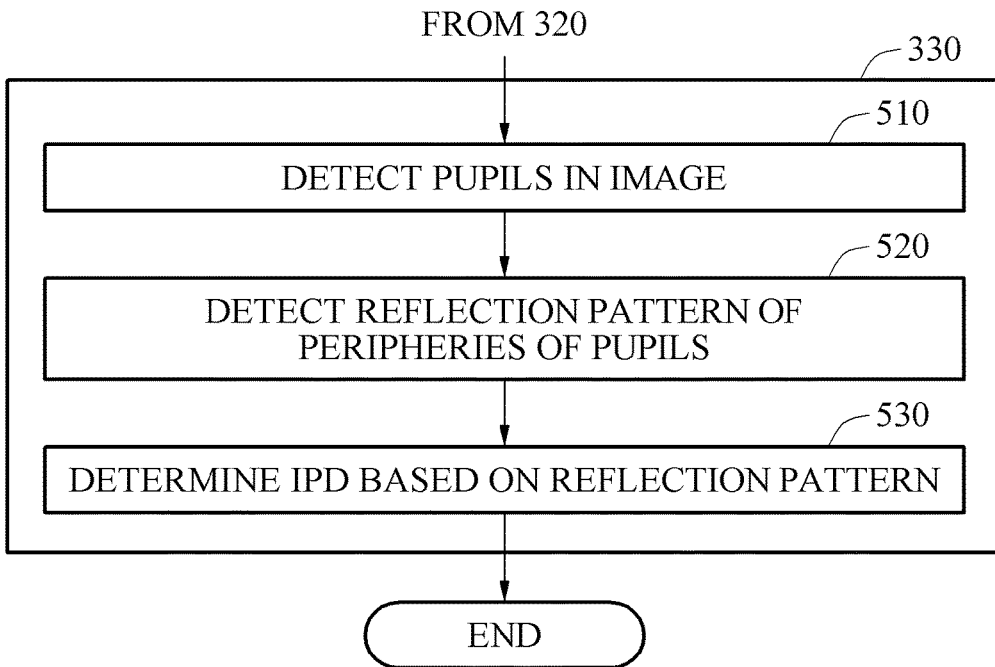 FROM 320
330
510
DETECT PUPILS IN IMAGE
520
DETECT REFLECTION PATTERN OF
PERIPHERIES OF PUPILS
530
DETERMINE IPD BASED ON REFLECTION PATTERN
END